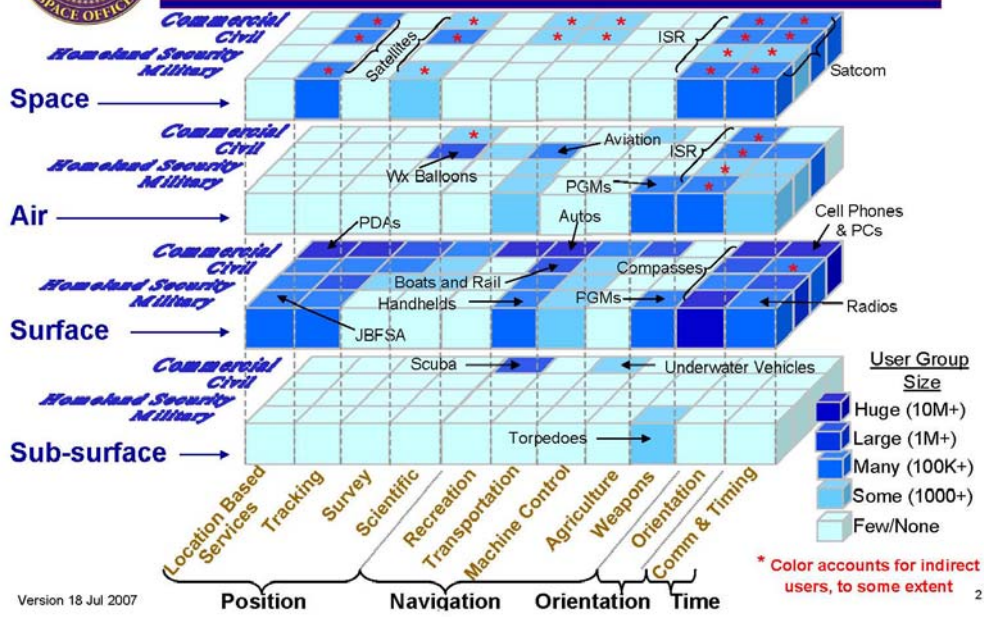 SPACE OFFICE
Commercial
Civil
Homeland Security
Military
Space
Satellites
ISR
Satcom
Commercial
Civil
Homeland Security
Military
Air
Wx Balloons
Aviation
ISR
PGMs
Autos
PDAs
Cell Phones
& PCs
Commercial
Civil
Homeland Security
Military
Surface
Boats and Rail
Compasses
Handhelds
PGMs
Radios
JBFSA
Commercial
Civil
Homeland Security
Military
Sub-surface
Scuba
Underwater Vehicles
Torpedoes
User Group
Size
Huge (10M+)
Large (1M+)
Many (100K+)
Some (1000+)
Few/None
Location Based
Services
Tracking
Survey
Scientific
Recreation
Transportation
Machine Control
Agriculture
Weapons
Orientation
Comm & Timing
* Color accounts for indirect
users, to some extent
Position
Navigation
Orientation
Time
Version 18 Jul 2007
2